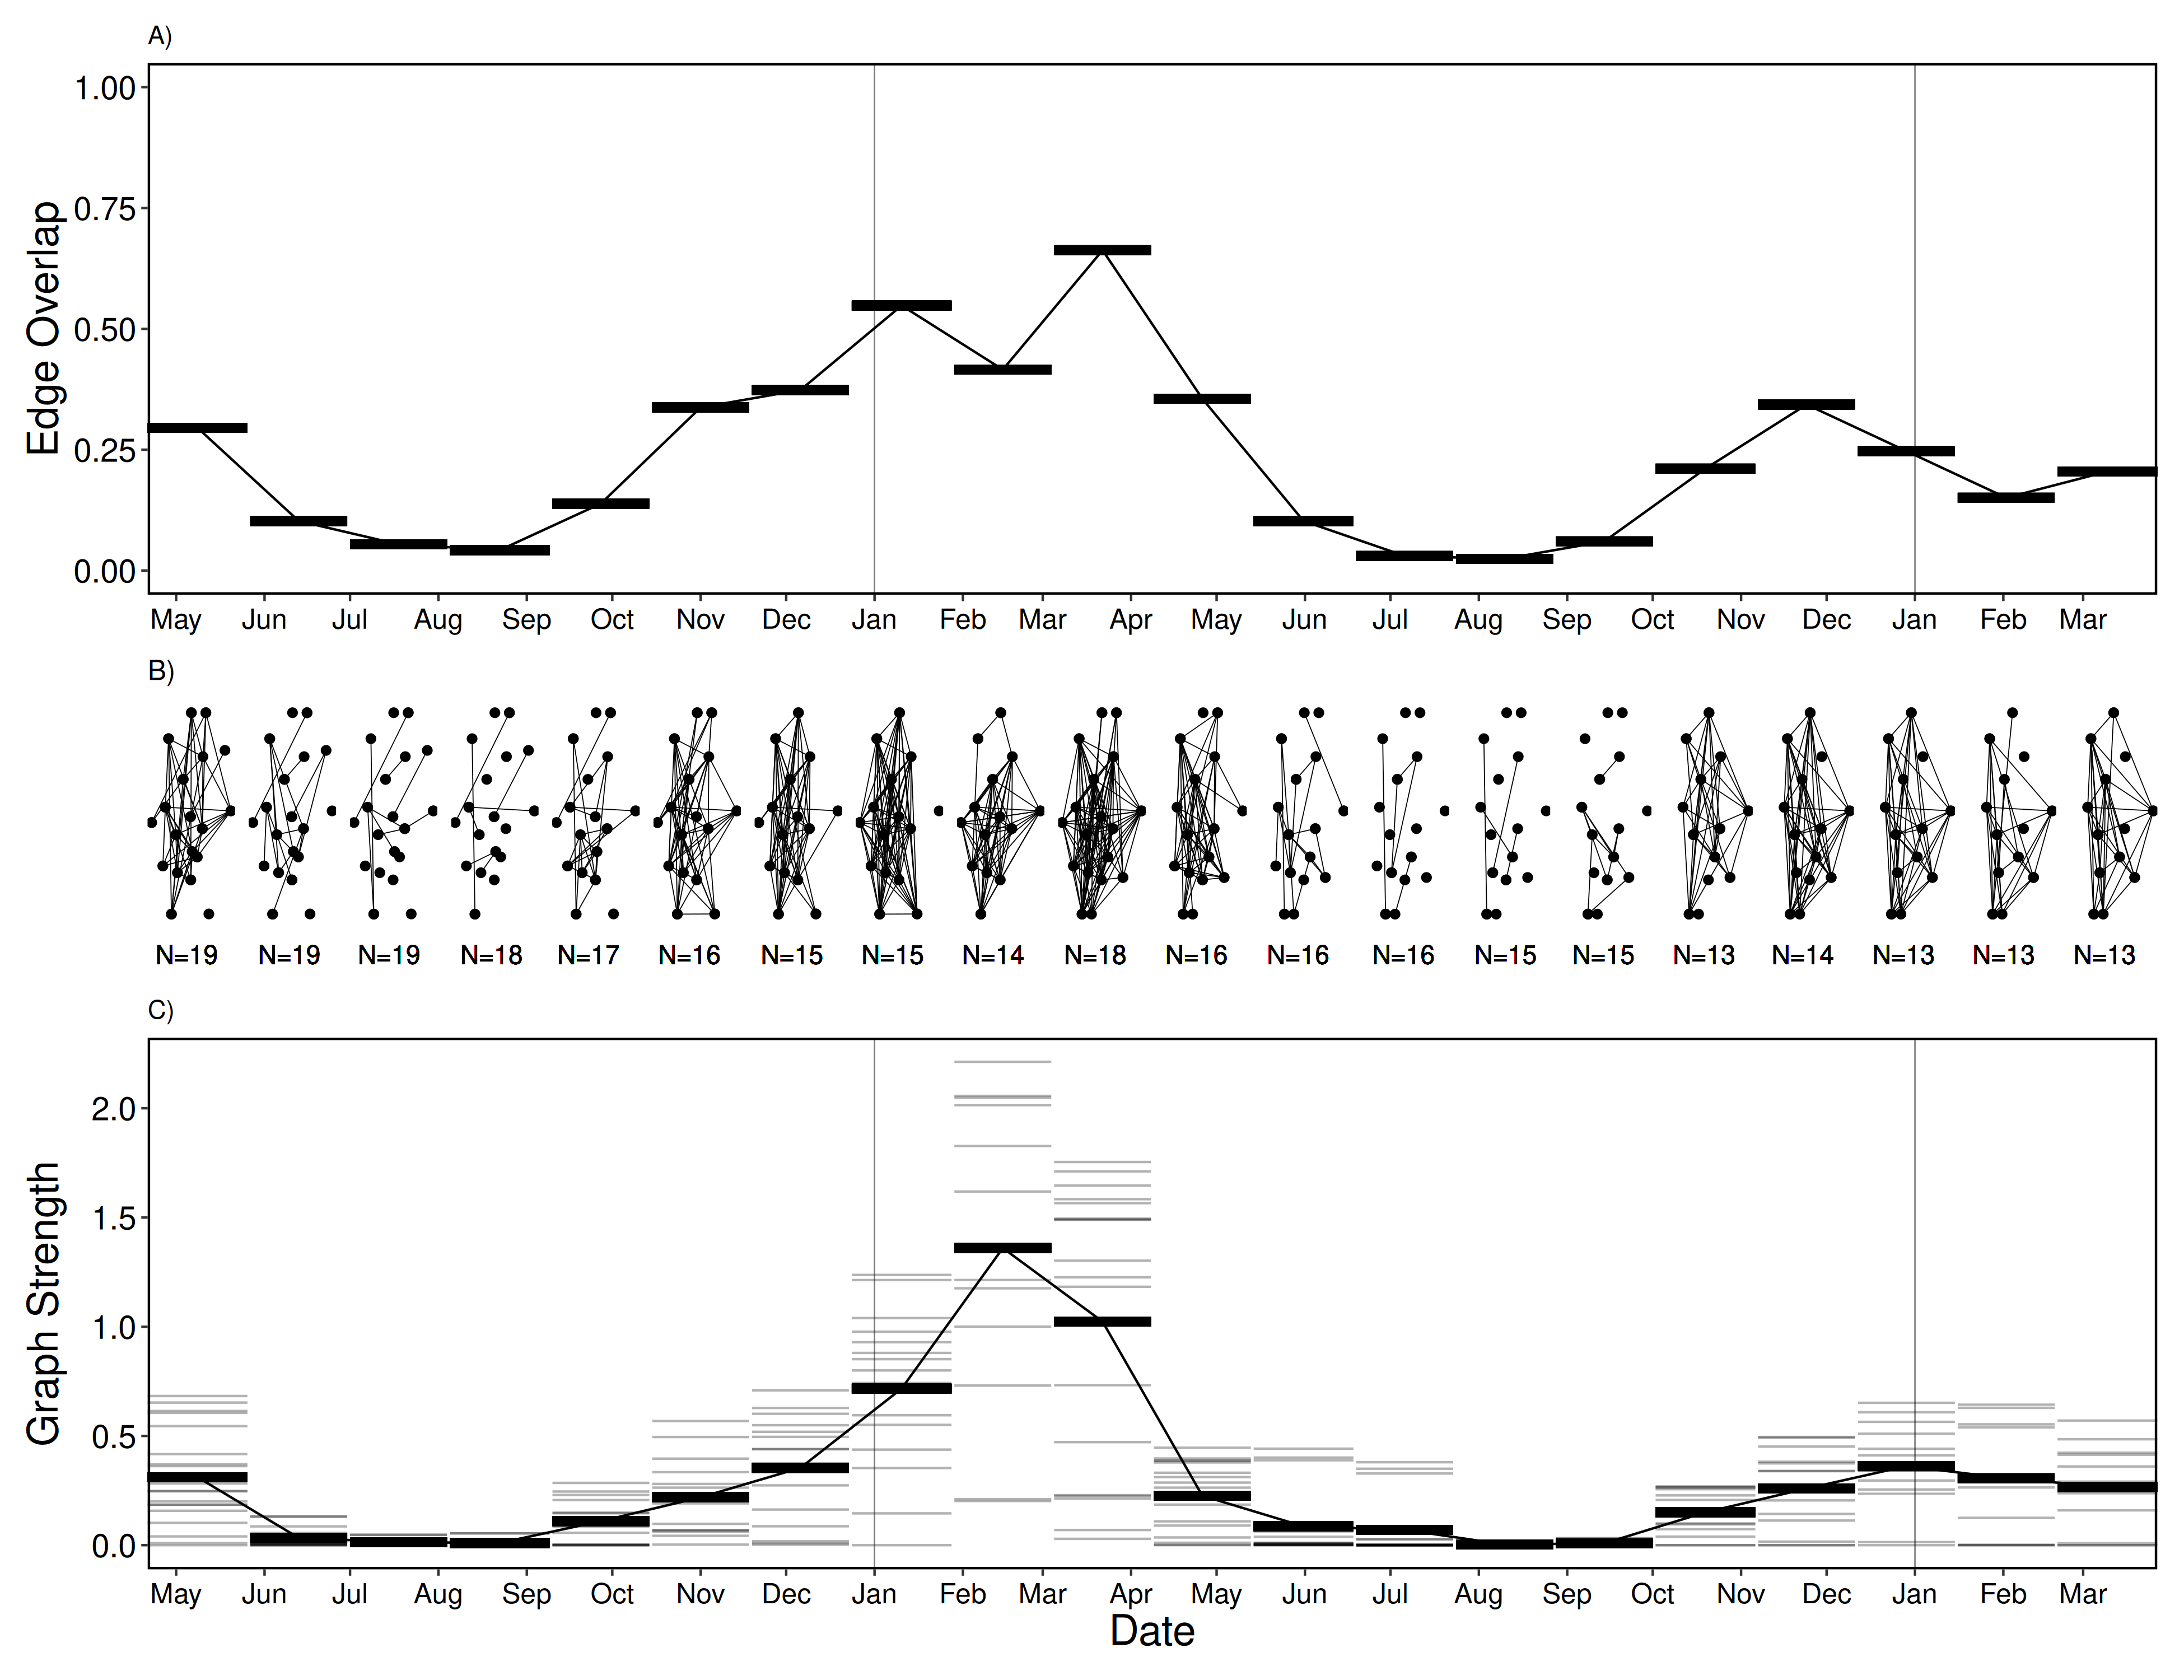 A)
1.00
0.75
0.50
0.25
0.00
Edge Overlap
May Jun Jul Aug Sep Oct Nov Dec Jan Feb Mar Apr May Jun Jul Aug Sep Oct Nov Dec Jan Feb Mar
B)
N=19 N=19 N=19 N=18 N=17 N=16 N=15 N=15 N=14 N=18 N=16 N=16 N=16 N=15 N=15 N=13 N=14 N=13 N=13 N=13
C)
2.0
1.5
1.0
0.5
0.0
Graph Strength
May Jun Jul Aug Sep Oct Nov Dec Jan Feb Mar Apr May Jun Jul Aug Sep Oct Nov Dec Jan Feb Mar
Date